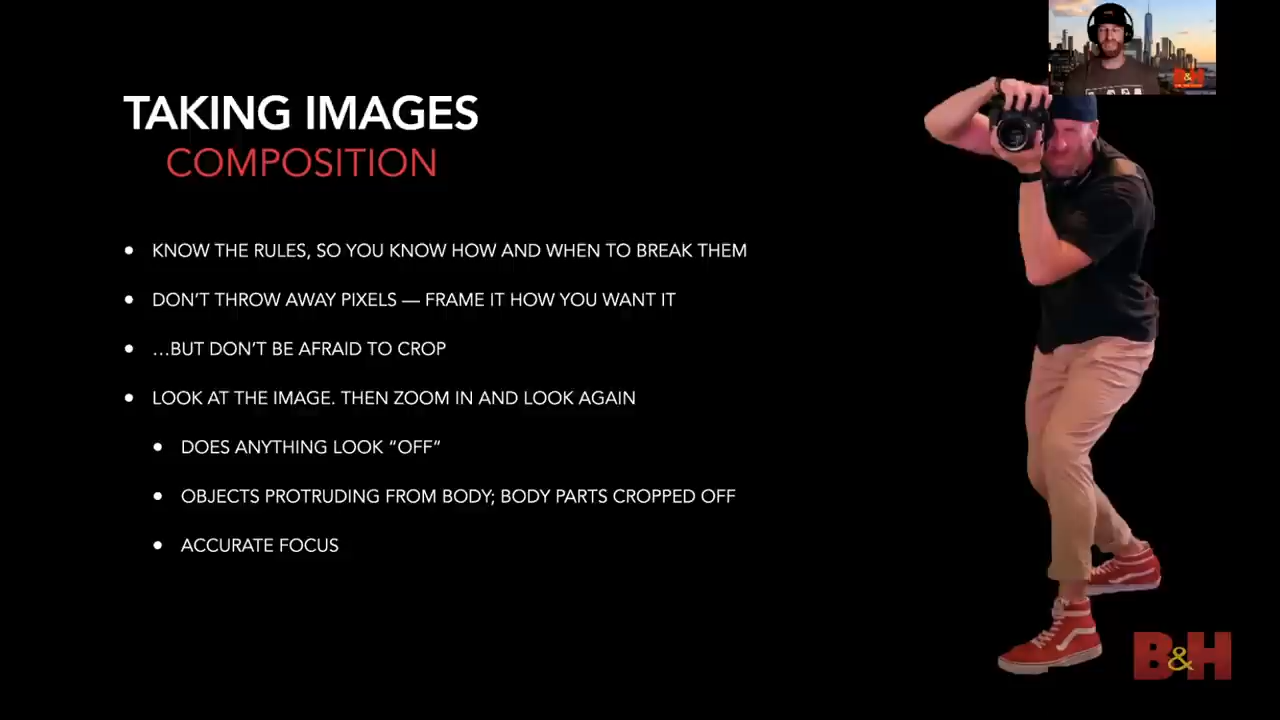 TAKING IMAGES
COMPOSITION
• KNOW THE RULES, SO YOU KNOW HOW AND WHEN TO BREAK THEM
• DON’T THROW AWAY PIXELS — FRAME IT HOW YOU WANT IT
• …BUT DON’T BE AFRAID TO CROP
• LOOK AT THE IMAGE. THEN ZOOM IN AND LOOK AGAIN
• DOES ANYTHING LOOK “OFF”
• OBJECTS PROTRUDING FROM BODY; BODY PARTS CROPPED OFF
• ACCURATE FOCUS
B&H
B&H